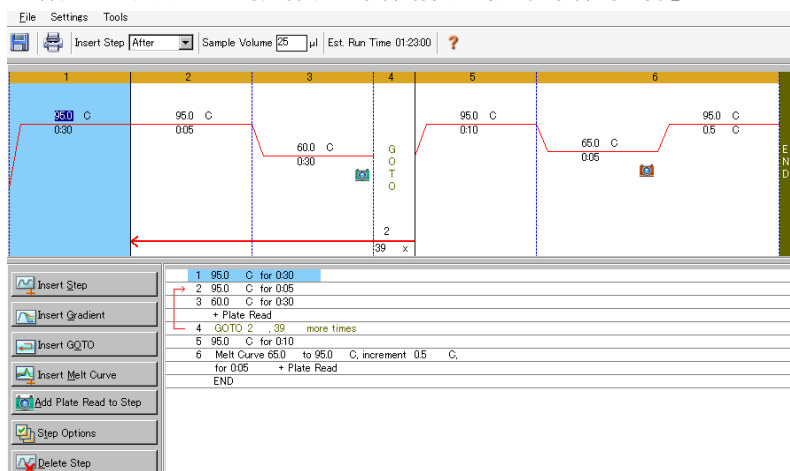 File Settings Tools
Insert Step After Sample Volume 25 µl Est. Run Time 01:23:00 ?
1 2 3 4 5 6
95.0 C 95.0 C 95.0 C 95.0 C
0:30 0:05 0:10 0.5 C
60.0 C 65.0 C
0:30 0:05
GOTO
END
2
39 x
Insert Step
Insert Gradient
Insert GOTO
Insert Melt Curve
Add Plate Read to Step
Step Options
Delete Step
1 95.0 C for 0:30
2 95.0 C for 0:05
3 60.0 C for 0:30
+ Plate Read
4 GOTO 2 , 39 more times
5 95.0 C for 0:10
6 Melt Curve 65.0 to 95.0 C, increment 0.5 C,
for 0:05 + Plate Read
END